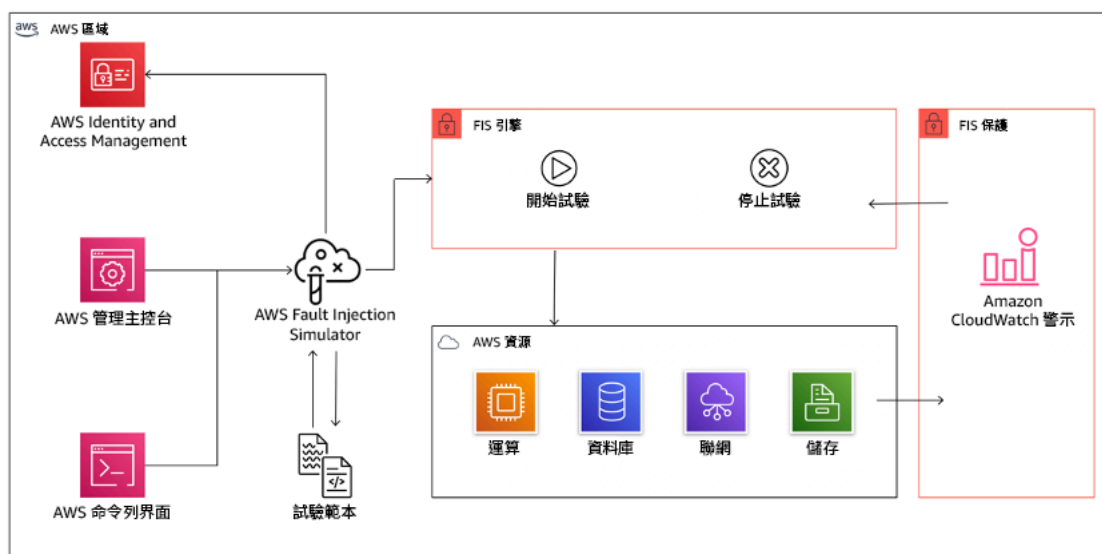 aws
AWS 區域
AWS Identity and
Access Management
FIS 引擎
開始試驗
停止試驗
FIS 保護
AWS 管理主控台
AWS Fault Injection
Simulator
Amazon
CloudWatch 警示
AWS 資源
運算
資料庫
聯網
儲存
AWS 命令列界面
試驗範本